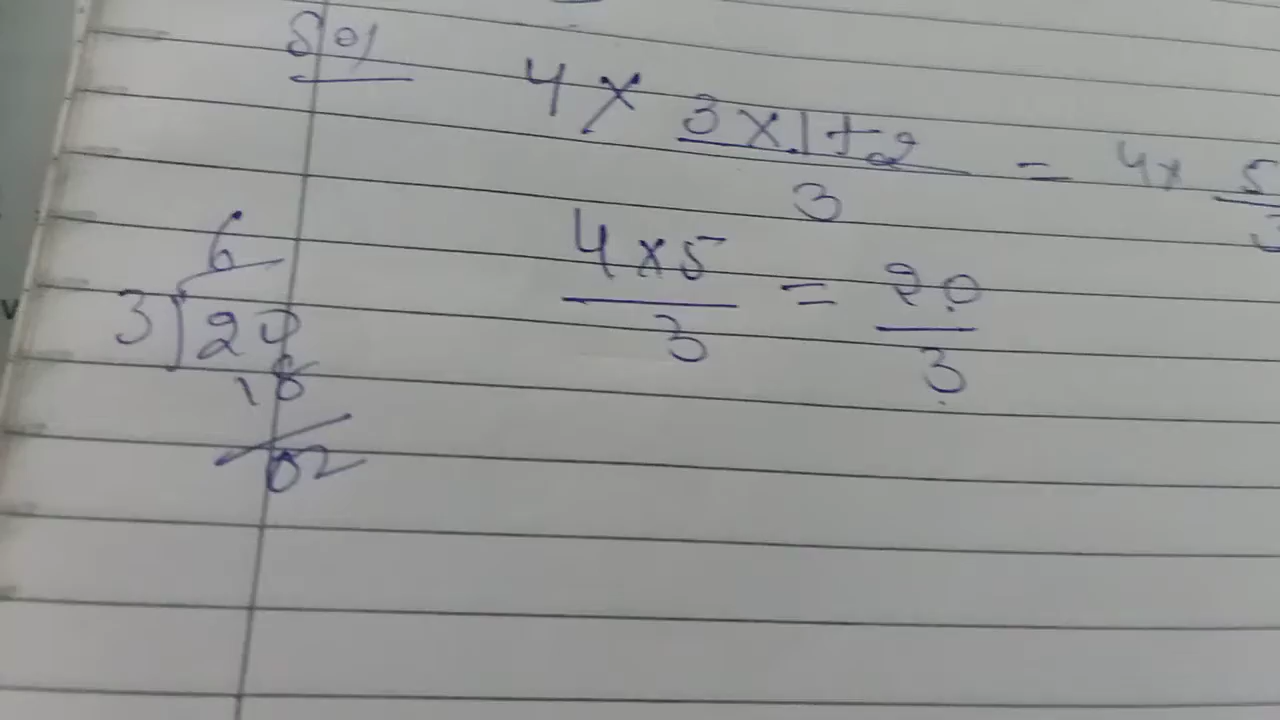 Sol
4 × 3×1+2/3 = 4× 5/3
4×5/3 = 20/3
6
3)20
18
02